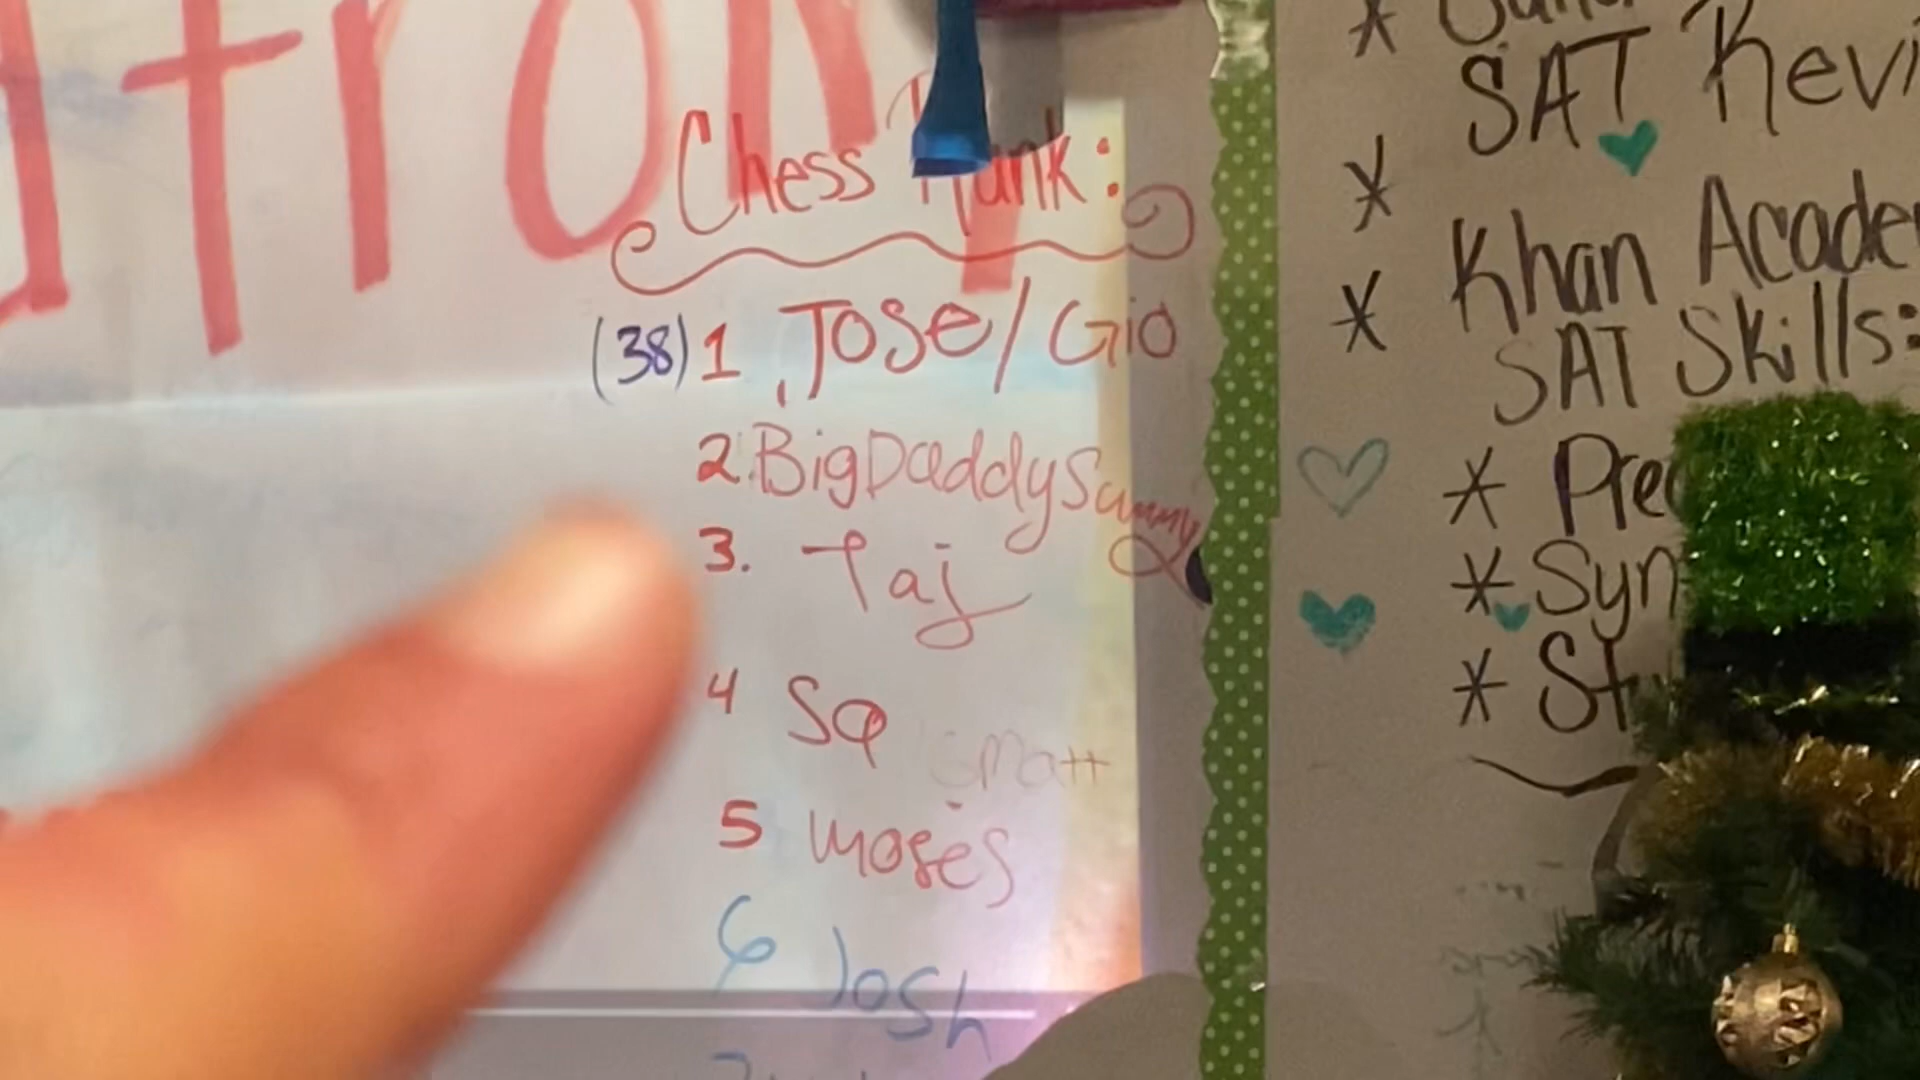 Chess Rank:
(38) 1. Jose/Gio
2. BigDaddySammy
3. Taj
4 SQ
Matt
5 Moses
6 Josh
*
SAT Revi
*
* Khan Acade
SAT Skills:
* Pre
* Syn
* St